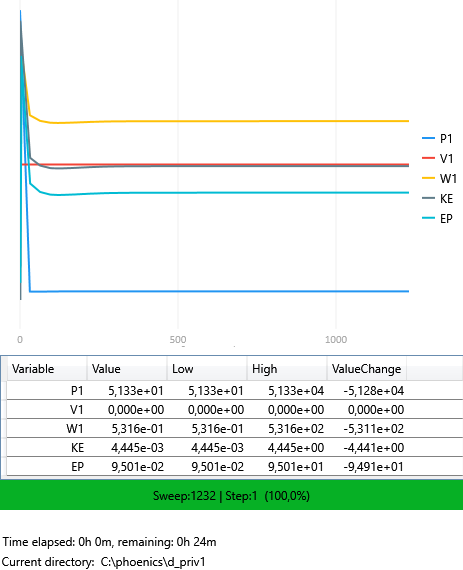 P1
V1
W1
KE
EP
0 500 1000
Variable Value Low High ValueChange
P1 5,133e+01 5,133e+01 5,133e+04 -5,128e+04
V1 0,000e+00 0,000e+00 0,000e+00 0,000e+00
W1 5,316e-01 5,316e-01 5,316e+02 -5,311e+02
KE 4,445e-03 4,445e-03 4,445e+00 -4,441e+00
EP 9,501e-02 9,501e-02 9,501e+01 -9,491e+01
Sweep:1232 | Step:1 (100,0%)
Time elapsed: 0h 0m, remaining: 0h 24m
Current directory: C:\phoenics\d_priv1